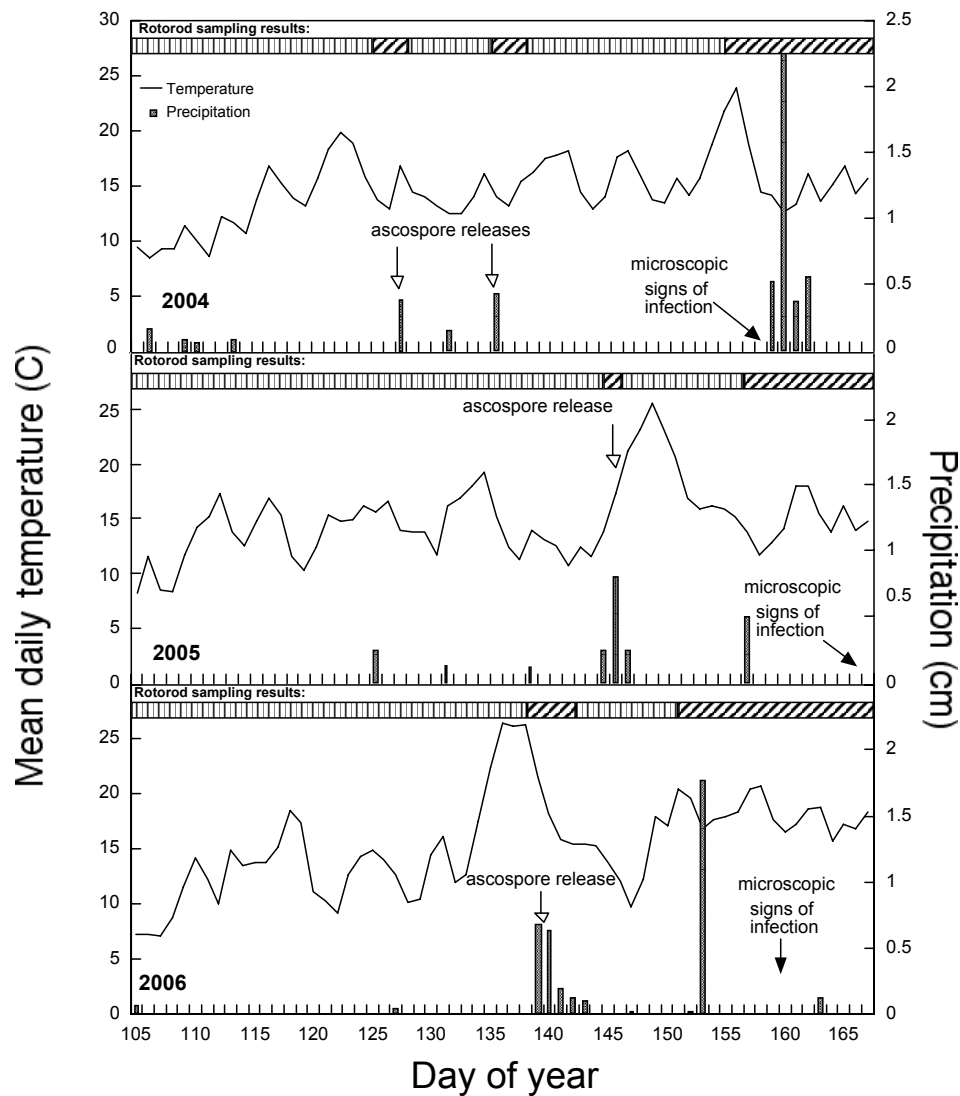 Rotorod sampling results:
30 2.5
25 2
20 1.5
15 1
10 0.5
5 0
0
Temperature
Precipitation
ascospore releases
microscopic
signs of
infection
2004
Rotorod sampling results:
25 2
20 1.5
15 1
10 0.5
5 0
0
ascospore release
microscopic
signs of
infection
2005
Rotorod sampling results:
25 2
20 1.5
15 1
10 0.5
5 0
0
ascospore release
microscopic
signs of
infection
2006
105 110 115 120 125 130 135 140 145 150 155 160 165
Day of year
Mean daily temperature (C)
Precipitation (cm)